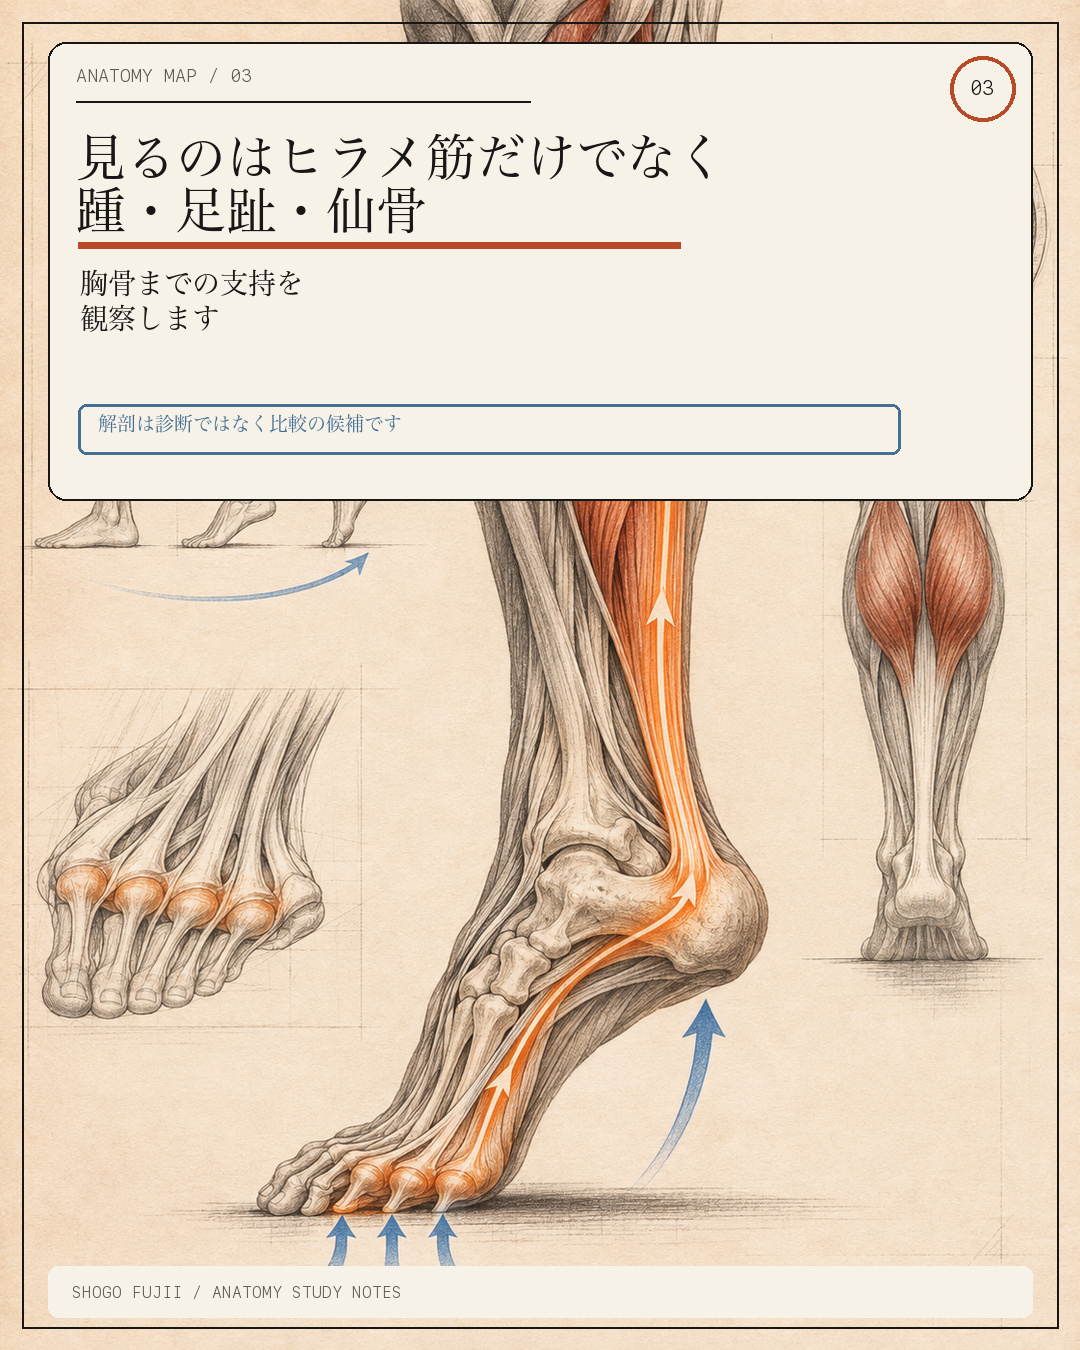 ANATOMY MAP / 03
03
見るのはヒラメ筋だけでなく
踵・足趾・仙骨
胸骨までの支持を
観察します
解剖は診断ではなく比較の候補です
SHOGO FUJII / ANATOMY STUDY NOTES